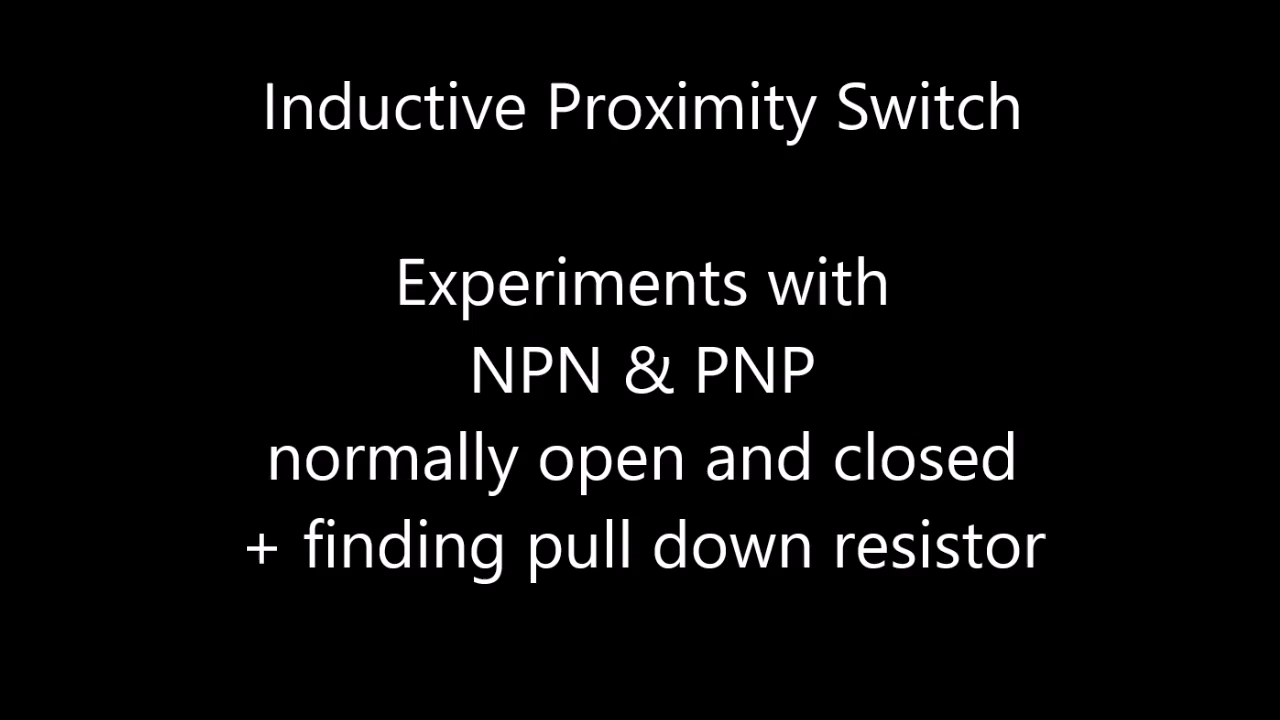 Inductive Proximity Switch
Experiments with
NPN & PNP
normally open and closed
+ finding pull down resistor